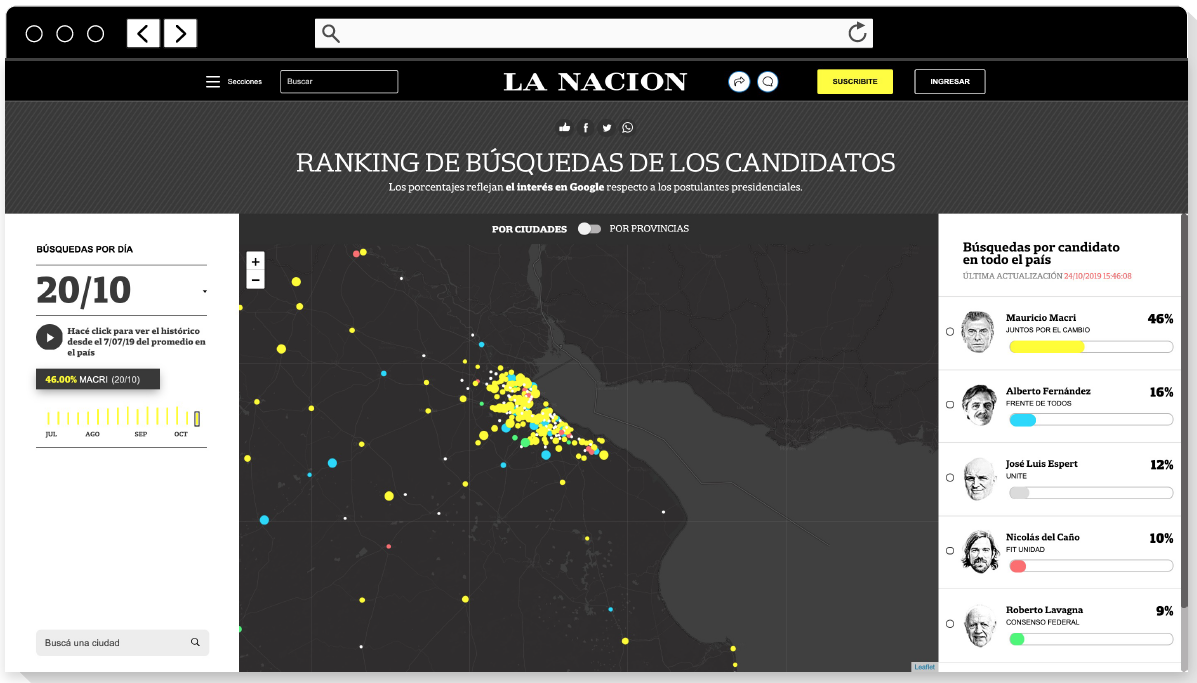 Secciones
Buscar
LA NACION
SUSCRIBITE
INGRESAR
RANKING DE BÚSQUEDAS DE LOS CANDIDATOS
Los porcentajes reflejan el interés en Google respecto a los postulantes presidenciales.
BÚSQUEDAS POR DÍA
20/10
Hacé click para ver el histórico
desde el 7/07/19 del promedio en
el país
46.00% MACRI (20/10)
JUL AGO SEP OCT
Buscá una ciudad
POR CIUDADES POR PROVINCIAS
+
−
Leaflet
Búsquedas por candidato
en todo el país
ÚLTIMA ACTUALIZACIÓN 24/10/2019 15:46:08
Mauricio Macri 46%
JUNTOS POR EL CAMBIO
Alberto Fernández 16%
FRENTE DE TODOS
José Luis Espert 12%
UNITE
Nicolás del Caño 10%
FIT UNIDAD
Roberto Lavagna 9%
CONSENSO FEDERAL